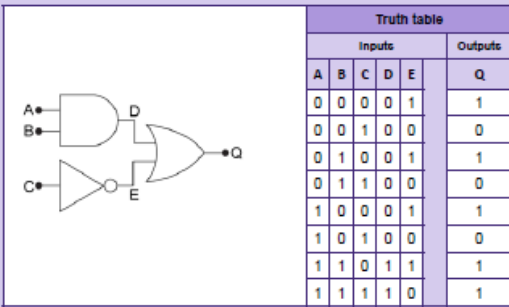 Truth table
Inputs Outputs
A B C D E Q
0 0 0 0 1 1
0 0 1 0 0 0
0 1 0 0 1 1
0 1 1 0 0 0
1 0 0 0 1 1
1 0 1 0 0 0
1 1 0 1 1 1
1 1 1 1 0 1
A
B
D
Q
C
E